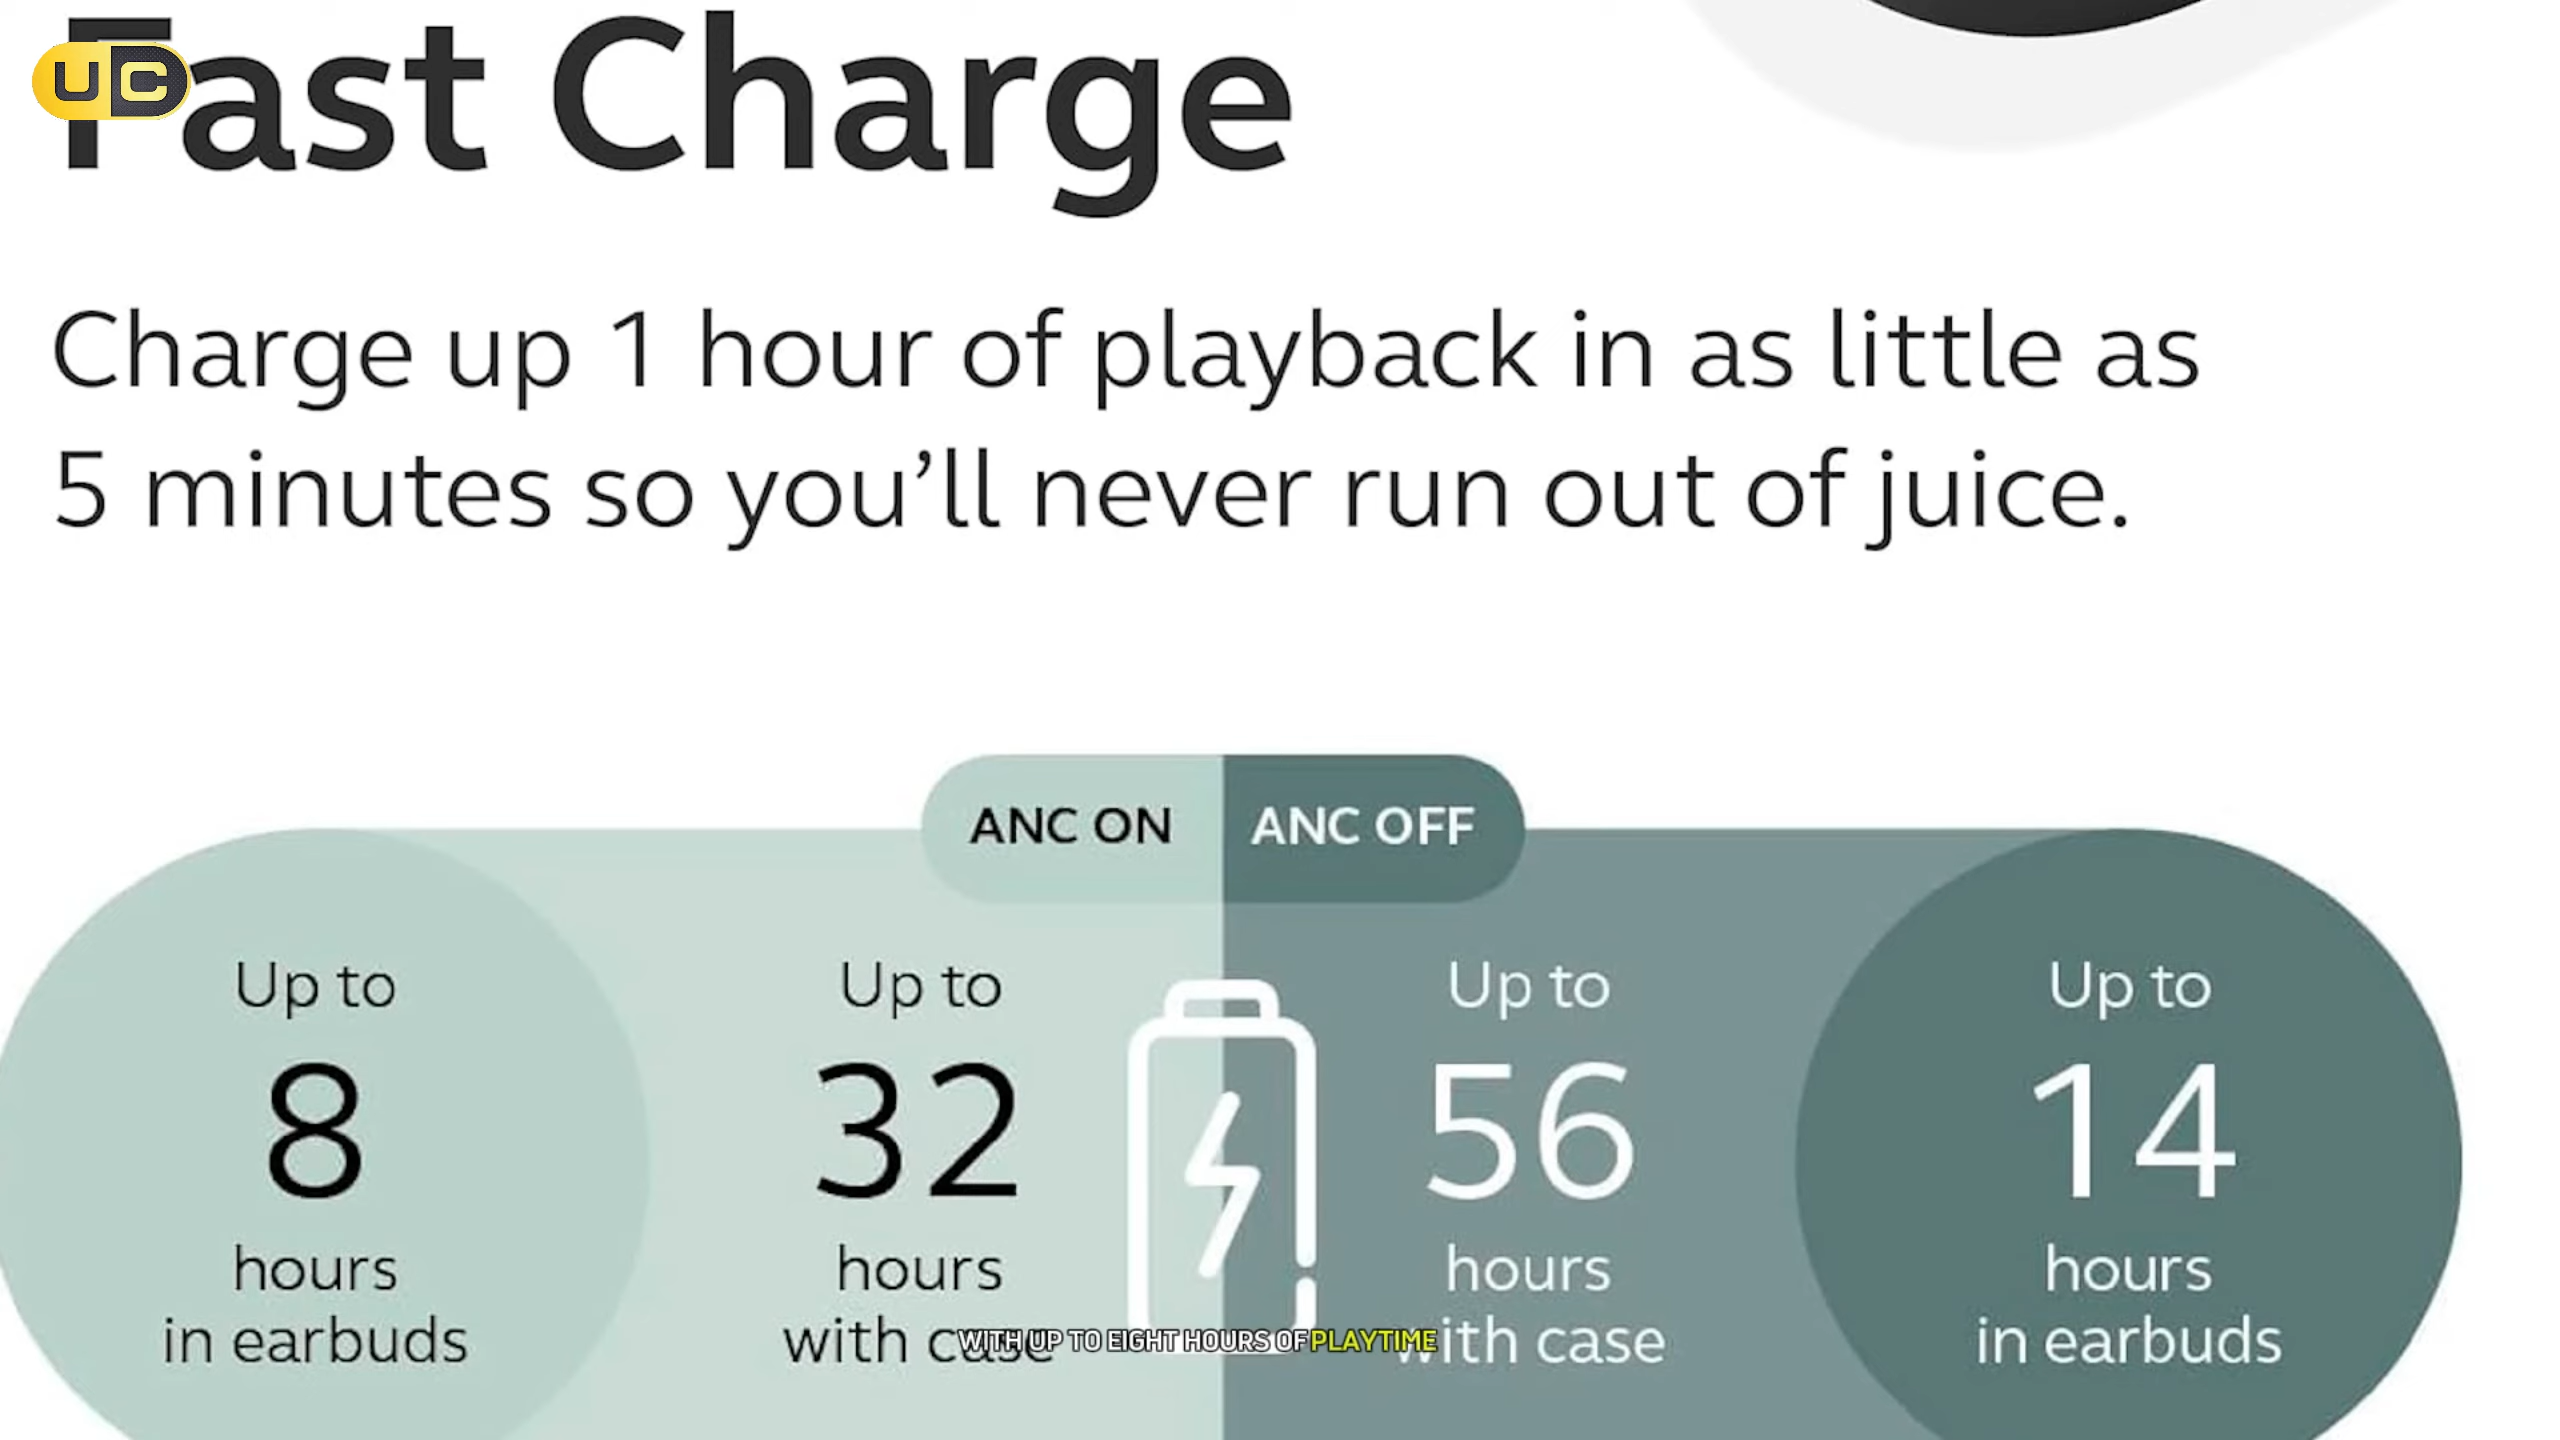 UC
Fast Charge
Charge up 1 hour of playback in as little as
5 minutes so you’ll never run out of juice.
ANC ON
ANC OFF
Up to
8
hours
in earbuds
Up to
32
hours
with case
Up to
56
hours
with case
Up to
14
hours
in earbuds
WITH UP TO EIGHT HOURS OF PLAYTIME